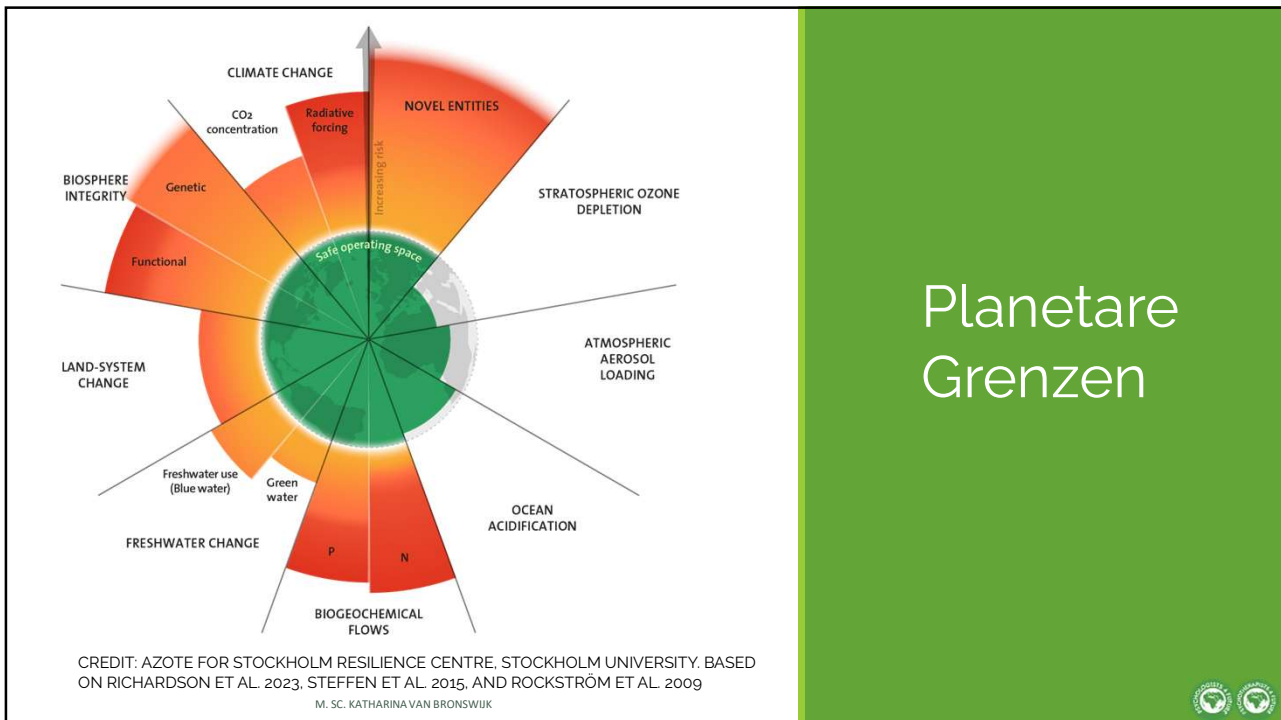 CLIMATE CHANGE
CO2
concentration
Radiative
forcing
Increasing risk
NOVEL ENTITIES
STRATOSPHERIC OZONE
DEPLETION
ATMOSPHERIC
AEROSOL
LOADING
OCEAN
ACIDIFICATION
BIOGEOCHEMICAL
FLOWS
P
N
FRESHWATER CHANGE
Freshwater use
(Blue water)
Green
water
LAND-SYSTEM
CHANGE
BIOSPHERE
INTEGRITY
Genetic
Functional
Safe operating space
CREDIT: AZOTE FOR STOCKHOLM RESILIENCE CENTRE, STOCKHOLM UNIVERSITY. BASED
ON RICHARDSON ET AL. 2023, STEFFEN ET AL. 2015, AND ROCKSTRÖM ET AL. 2009
M. SC. KATHARINA VAN BRONSWIJK
Planetare
Grenzen